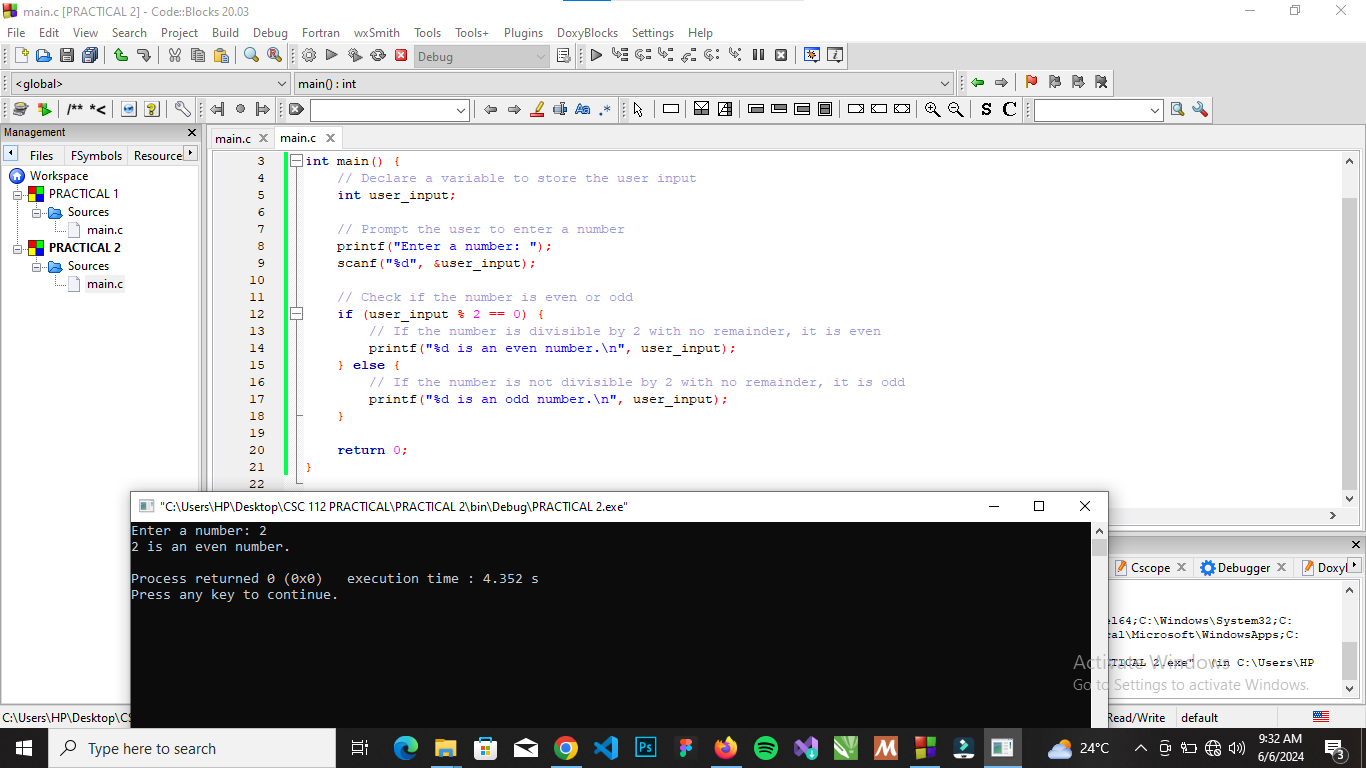 main.c [PRACTICAL 2] - Code::Blocks 20.03
File Edit View Search Project Build Debug Fortran wxSmith Tools Tools+ Plugins DoxyBlocks Settings Help
Debug
<global>
main() : int
/** *<
Aa .*
S C
Management
Files FSymbols Resource
Workspace
PRACTICAL 1
Sources
main.c
PRACTICAL 2
Sources
main.c
main.c
main.c
3 int main() {
4 // Declare a variable to store the user input
5 int user_input;
6
7 // Prompt the user to enter a number
8 printf("Enter a number: ");
9 scanf("%d", &user_input);
10
11 // Check if the number is even or odd
12 if (user_input % 2 == 0) {
13 // If the number is divisible by 2 with no remainder, it is even
14 printf("%d is an even number.\n", user_input);
15 } else {
16 // If the number is not divisible by 2 with no remainder, it is odd
17 printf("%d is an odd number.\n", user_input);
18 }
19
20 return 0;
21 }
22
"C:\Users\HP\Desktop\CSC 112 PRACTICAL\PRACTICAL 2\bin\Debug\PRACTICAL 2.exe"
Enter a number: 2
2 is an even number.
Process returned 0 (0x0) execution time : 4.352 s
Press any key to continue.
Cscope Debugger Doxyl
el64;C:\Windows\System32;C:
cal\Microsoft\WindowsApps;C:
TICAL 2.exe" (in C:\Users\HP
Activate Windows
Go to Settings to activate Windows.
C:\Users\HP\Desktop\CS
Read/Write default
Type here to search
Ps
24°C
9:32 AM
6/6/2024
3